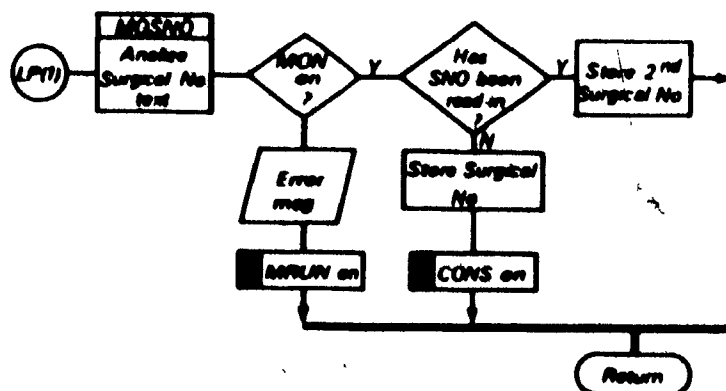 LP(1)
MOSNO
Analise
Surgical No
text
MON
on
?
Y
Has
SNO been
read in
?
Y
Store 2nd
Surgical No
N
Error
msg
Store Surgical
No
MRUN on
CONS on
Return